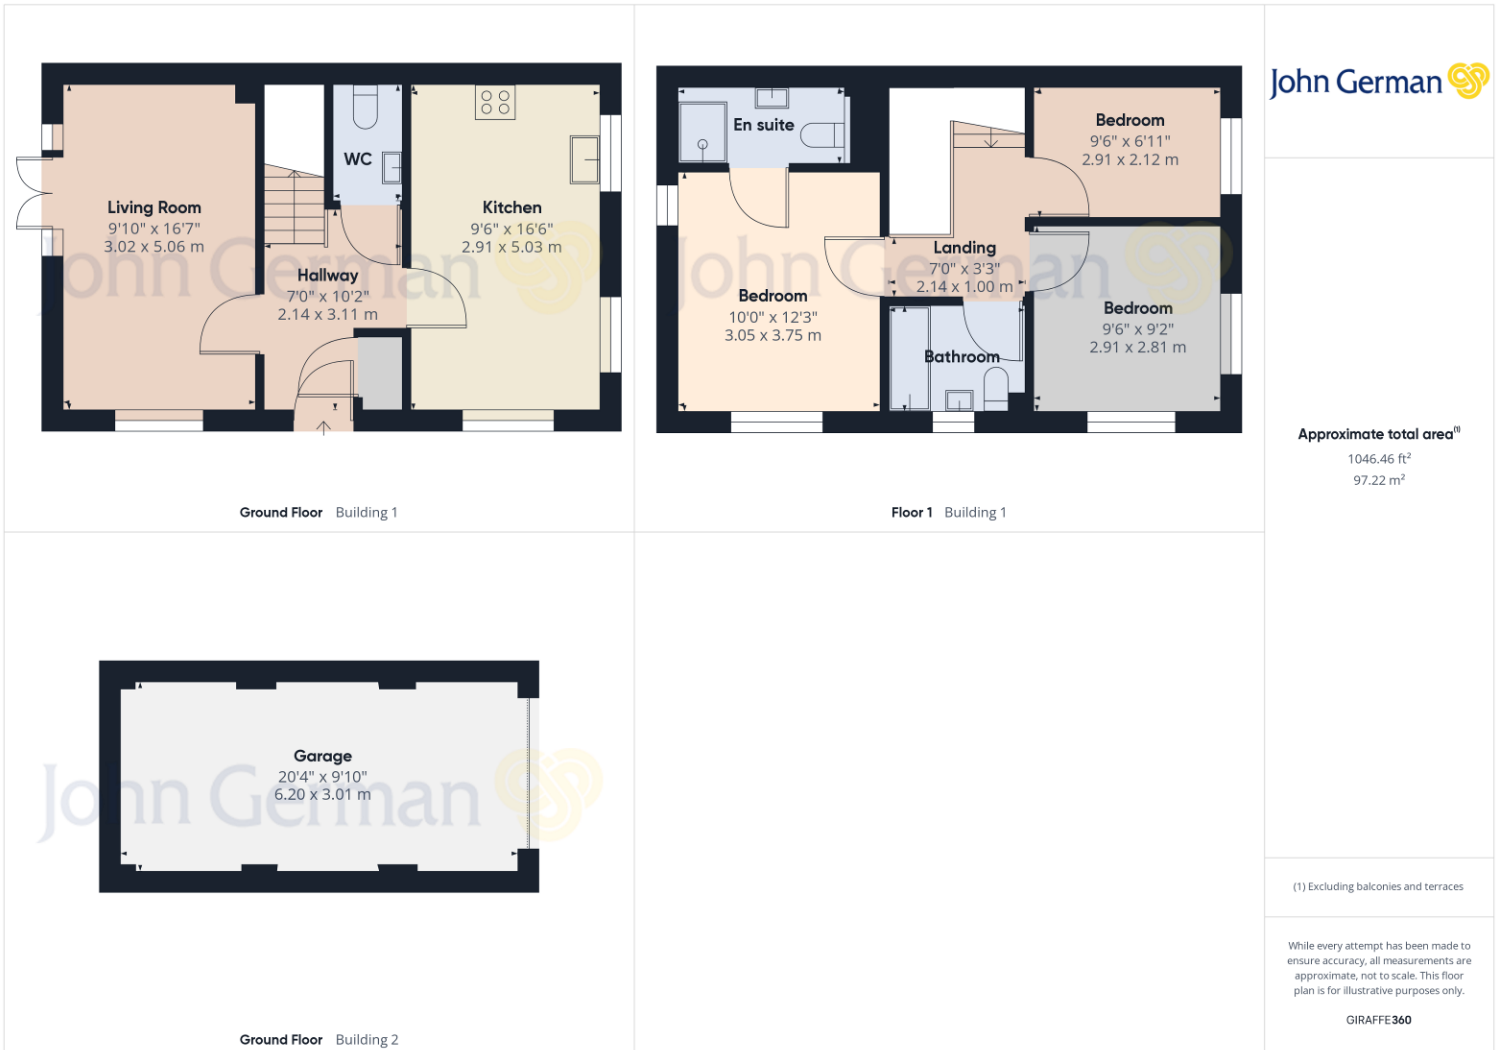 Living Room
9'10" x 16'7"
3.02 x 5.06 m
WC
Hallway
7'0" x 10'2"
2.14 x 3.11 m
Kitchen
9'6" x 16'6"
2.91 x 5.03 m
John German
Ground Floor Building 1
En suite
Bedroom
9'6" x 6'11"
2.91 x 2.12 m
Landing
7'0" x 3'3"
2.14 x 1.00 m
Bedroom
10'0" x 12'3"
3.05 x 3.75 m
Bathroom
Bedroom
9'6" x 9'2"
2.91 x 2.81 m
John German
Floor 1 Building 1
Garage
20'4" x 9'10"
6.20 x 3.01 m
John German
Ground Floor Building 2
John German
Approximate total area(1)
1046.46 ft²
97.22 m²
(1) Excluding balconies and terraces
While every attempt has been made to
ensure accuracy, all measurements are
approximate, not to scale. This floor
plan is for illustrative purposes only.
GIRAFFE360